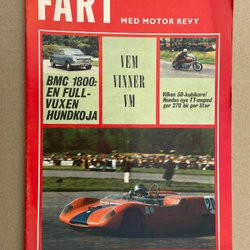 FART
MED MOTOR REVY
BMC 1800:
EN FULL-
VUXEN
HUNDKOJA
VEM
VINNER
VM
Vilken 50-kubikare!
Hondas nya TT-moped
ger 270 hk per liter